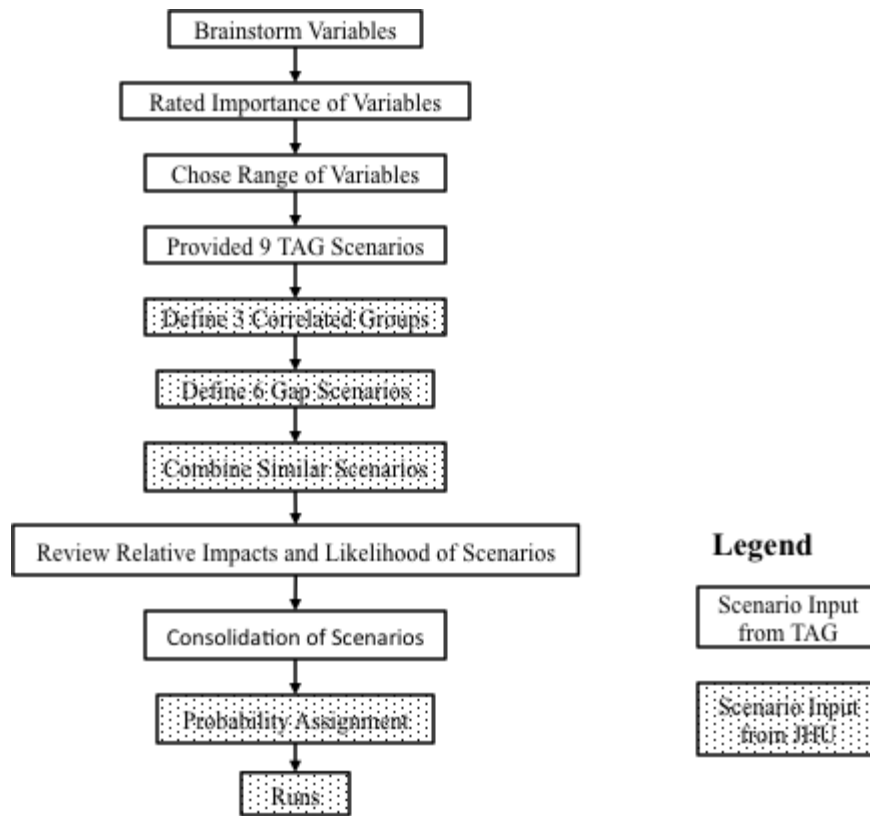 Brainstorm Variables
Rated Importance of Variables
Chose Range of Variables
Provided 9 TAG Scenarios
Define 3 Correlated Groups
Define 6 Gap Scenarios
Combine Similar Scenarios
Review Relative Impacts and Likelihood of Scenarios
Consolidation of Scenarios
Probability Assignment
Runs
Legend
Scenario Input
from TAG
Scenario Input
from JHU